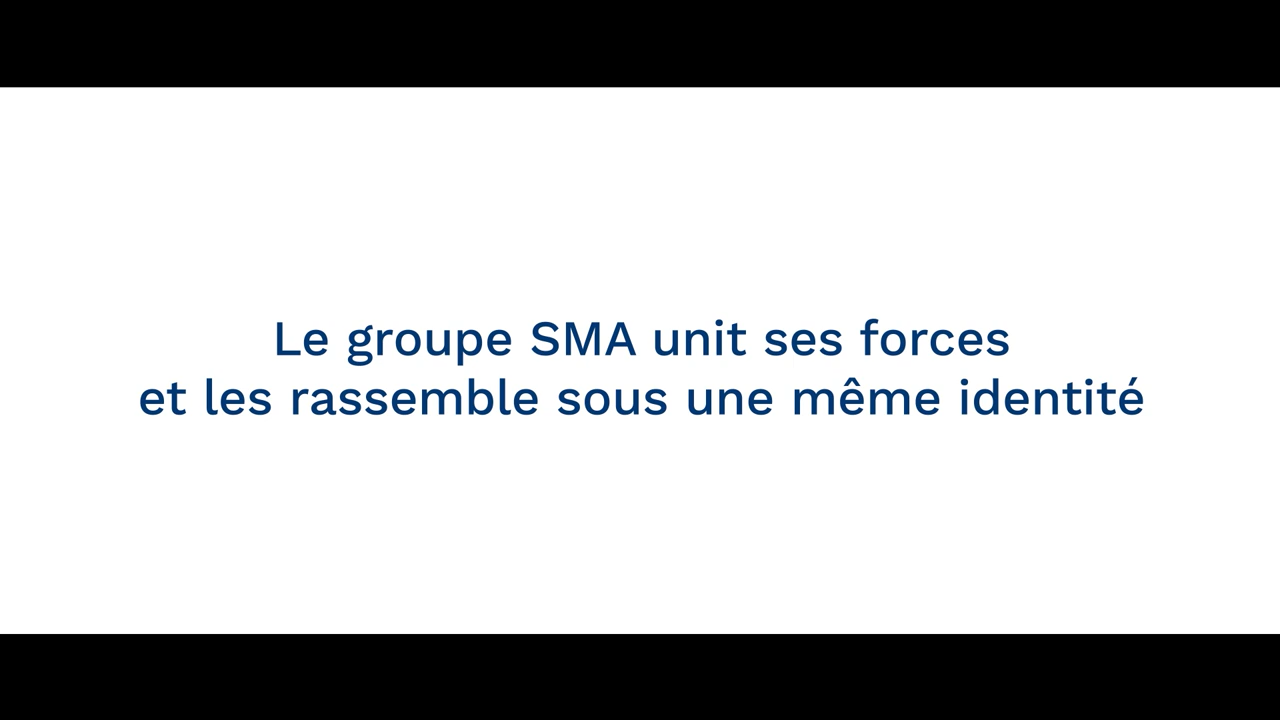 Le groupe SMA unit ses forces
et les rassemble sous une même identité